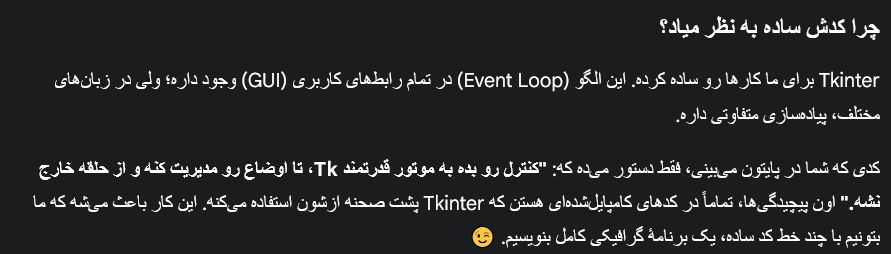 چرا کدش ساده به نظر میاد؟
Tkinter برای ما کارها رو ساده کرده. این الگو (Event Loop) در تمام رابط‌های کاربری (GUI) وجود داره؛ ولی در زبان‌های
مختلف، پیاده‌سازی متفاوتی داره.
کدی که شما در پایتون می‌بینی، فقط دستور می‌ده که: "کنترل رو بده به موتور قدرتمند Tk، تا اوضاع رو مدیریت کنه و از حلقه خارج
نشه." اون پیچیدگی‌ها، تماماً در کدهای کامپایل‌شده‌ای هستن که Tkinter پشت صحنه ازشون استفاده می‌کنه. این کار باعث می‌شه که ما
بتونیم با چند خط کد ساده، یک برنامهٔ گرافیکی کامل بنویسیم. 😉